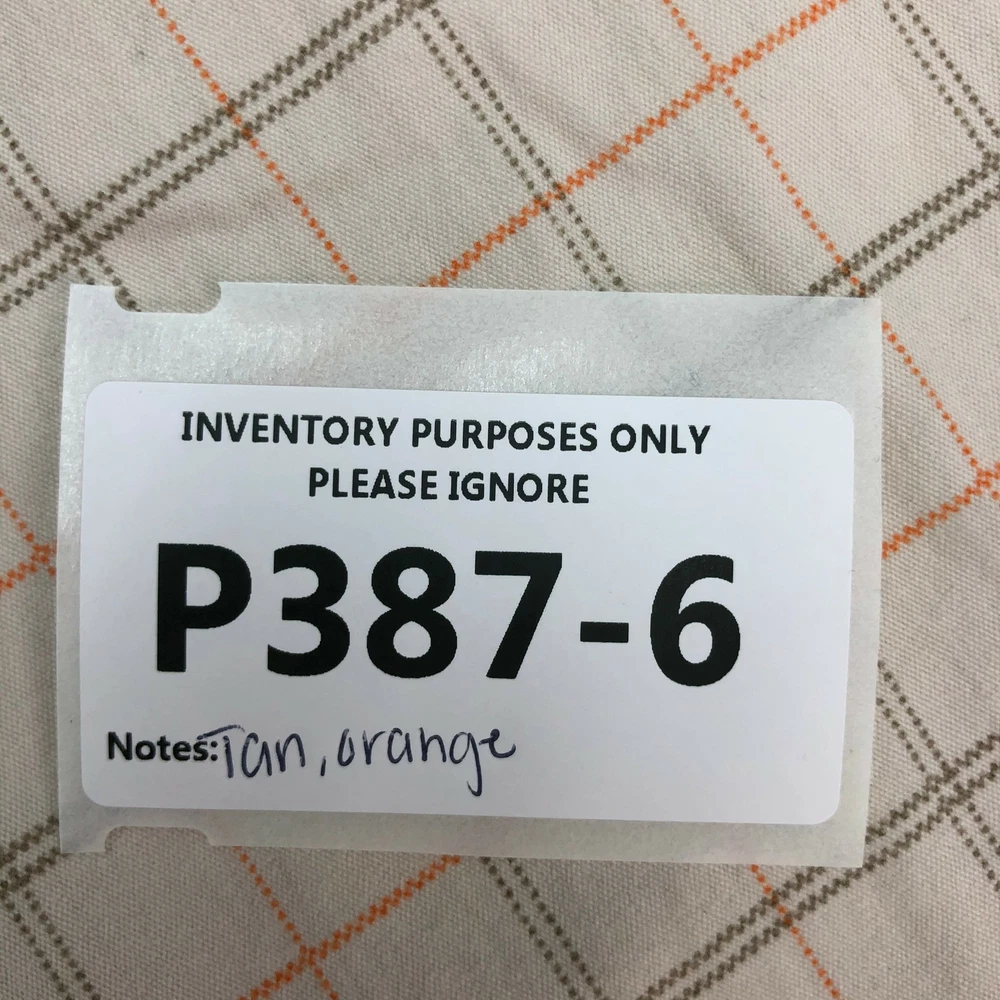 INVENTORY PURPOSES ONLY
PLEASE IGNORE
P387-6
Notes: Tan, orange